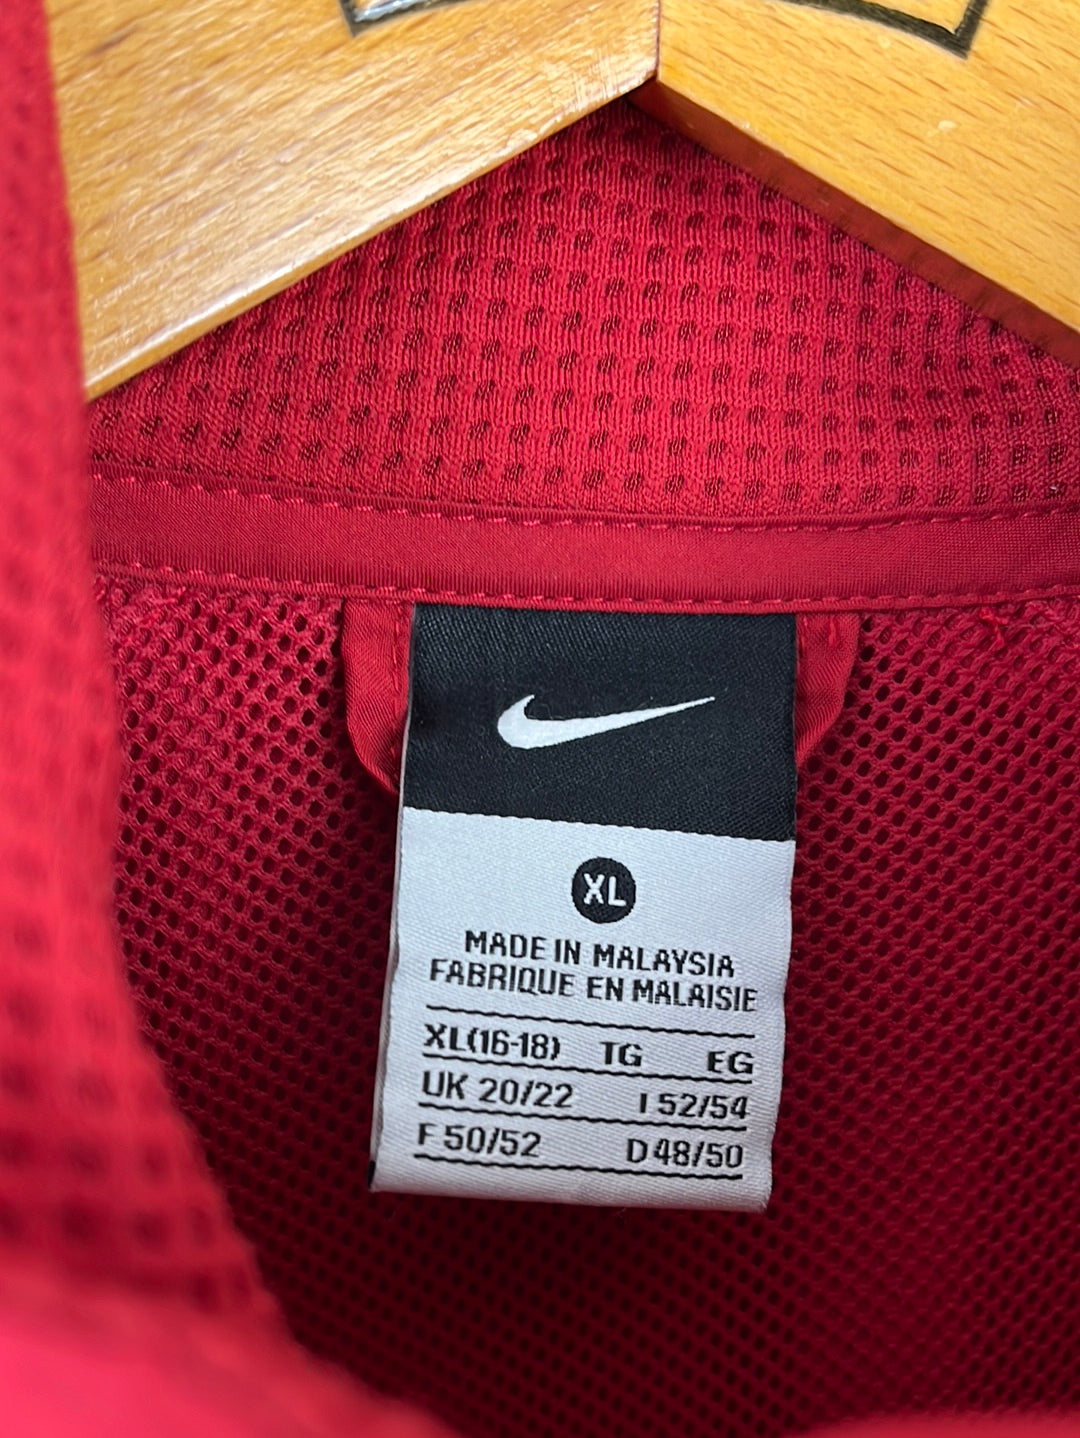 XL
MADE IN MALAYSIA
FABRIQUE EN MALAISIE
XL(16-18) TG EG
UK 20/22 I 52/54
F 50/52 D 48/50